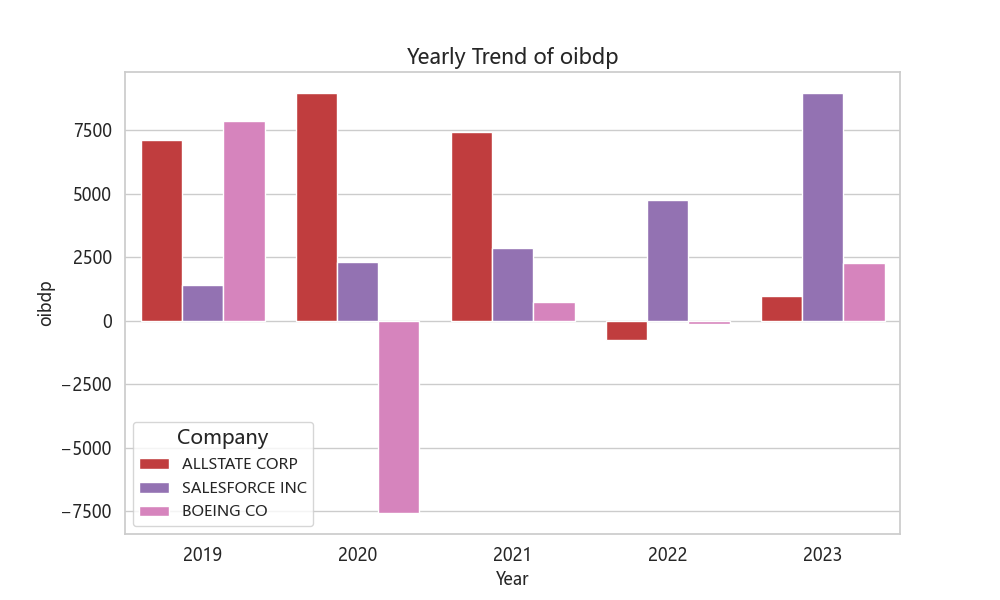 Yearly Trend of oibdp
7500
5000
2500
0
−2500
−5000
−7500
oibdp
Company
ALLSTATE CORP
SALESFORCE INC
BOEING CO
2019 2020 2021 2022 2023
Year